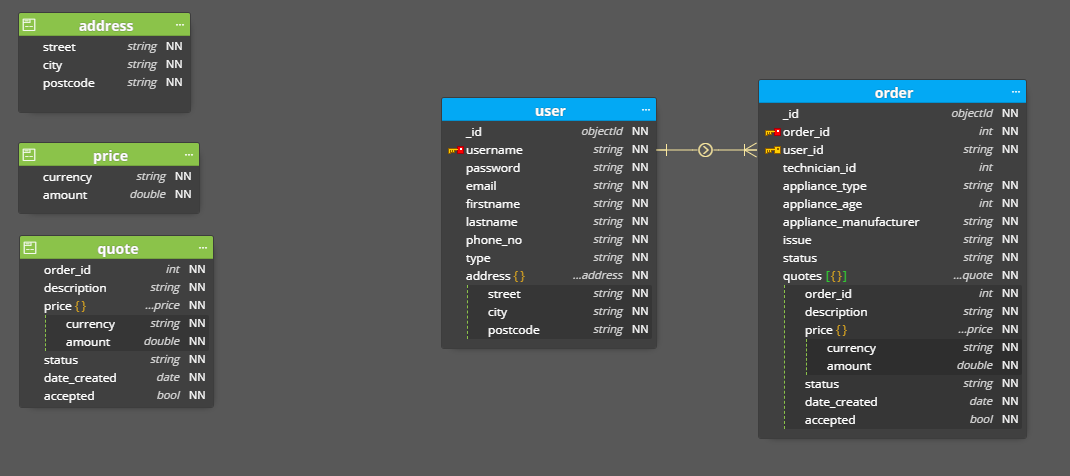 address ...
street string NN
city string NN
postcode string NN
price ...
currency string NN
amount double NN
quote ...
order_id int NN
description string NN
price {} ...price NN
currency string NN
amount double NN
status string NN
date_created date NN
accepted bool NN
user ...
_id objectId NN
username string NN
password string NN
email string NN
firstname string NN
lastname string NN
phone_no string NN
type string NN
address {} ...address NN
street string NN
city string NN
postcode string NN
order ...
_id objectId NN
order_id int NN
user_id string NN
technician_id int
appliance_type string NN
appliance_age int NN
appliance_manufacturer string NN
issue string NN
status string NN
quotes [{}] ...quote NN
order_id int NN
description string NN
price {} ...price NN
currency string NN
amount double NN
status string NN
date_created date NN
accepted bool NN